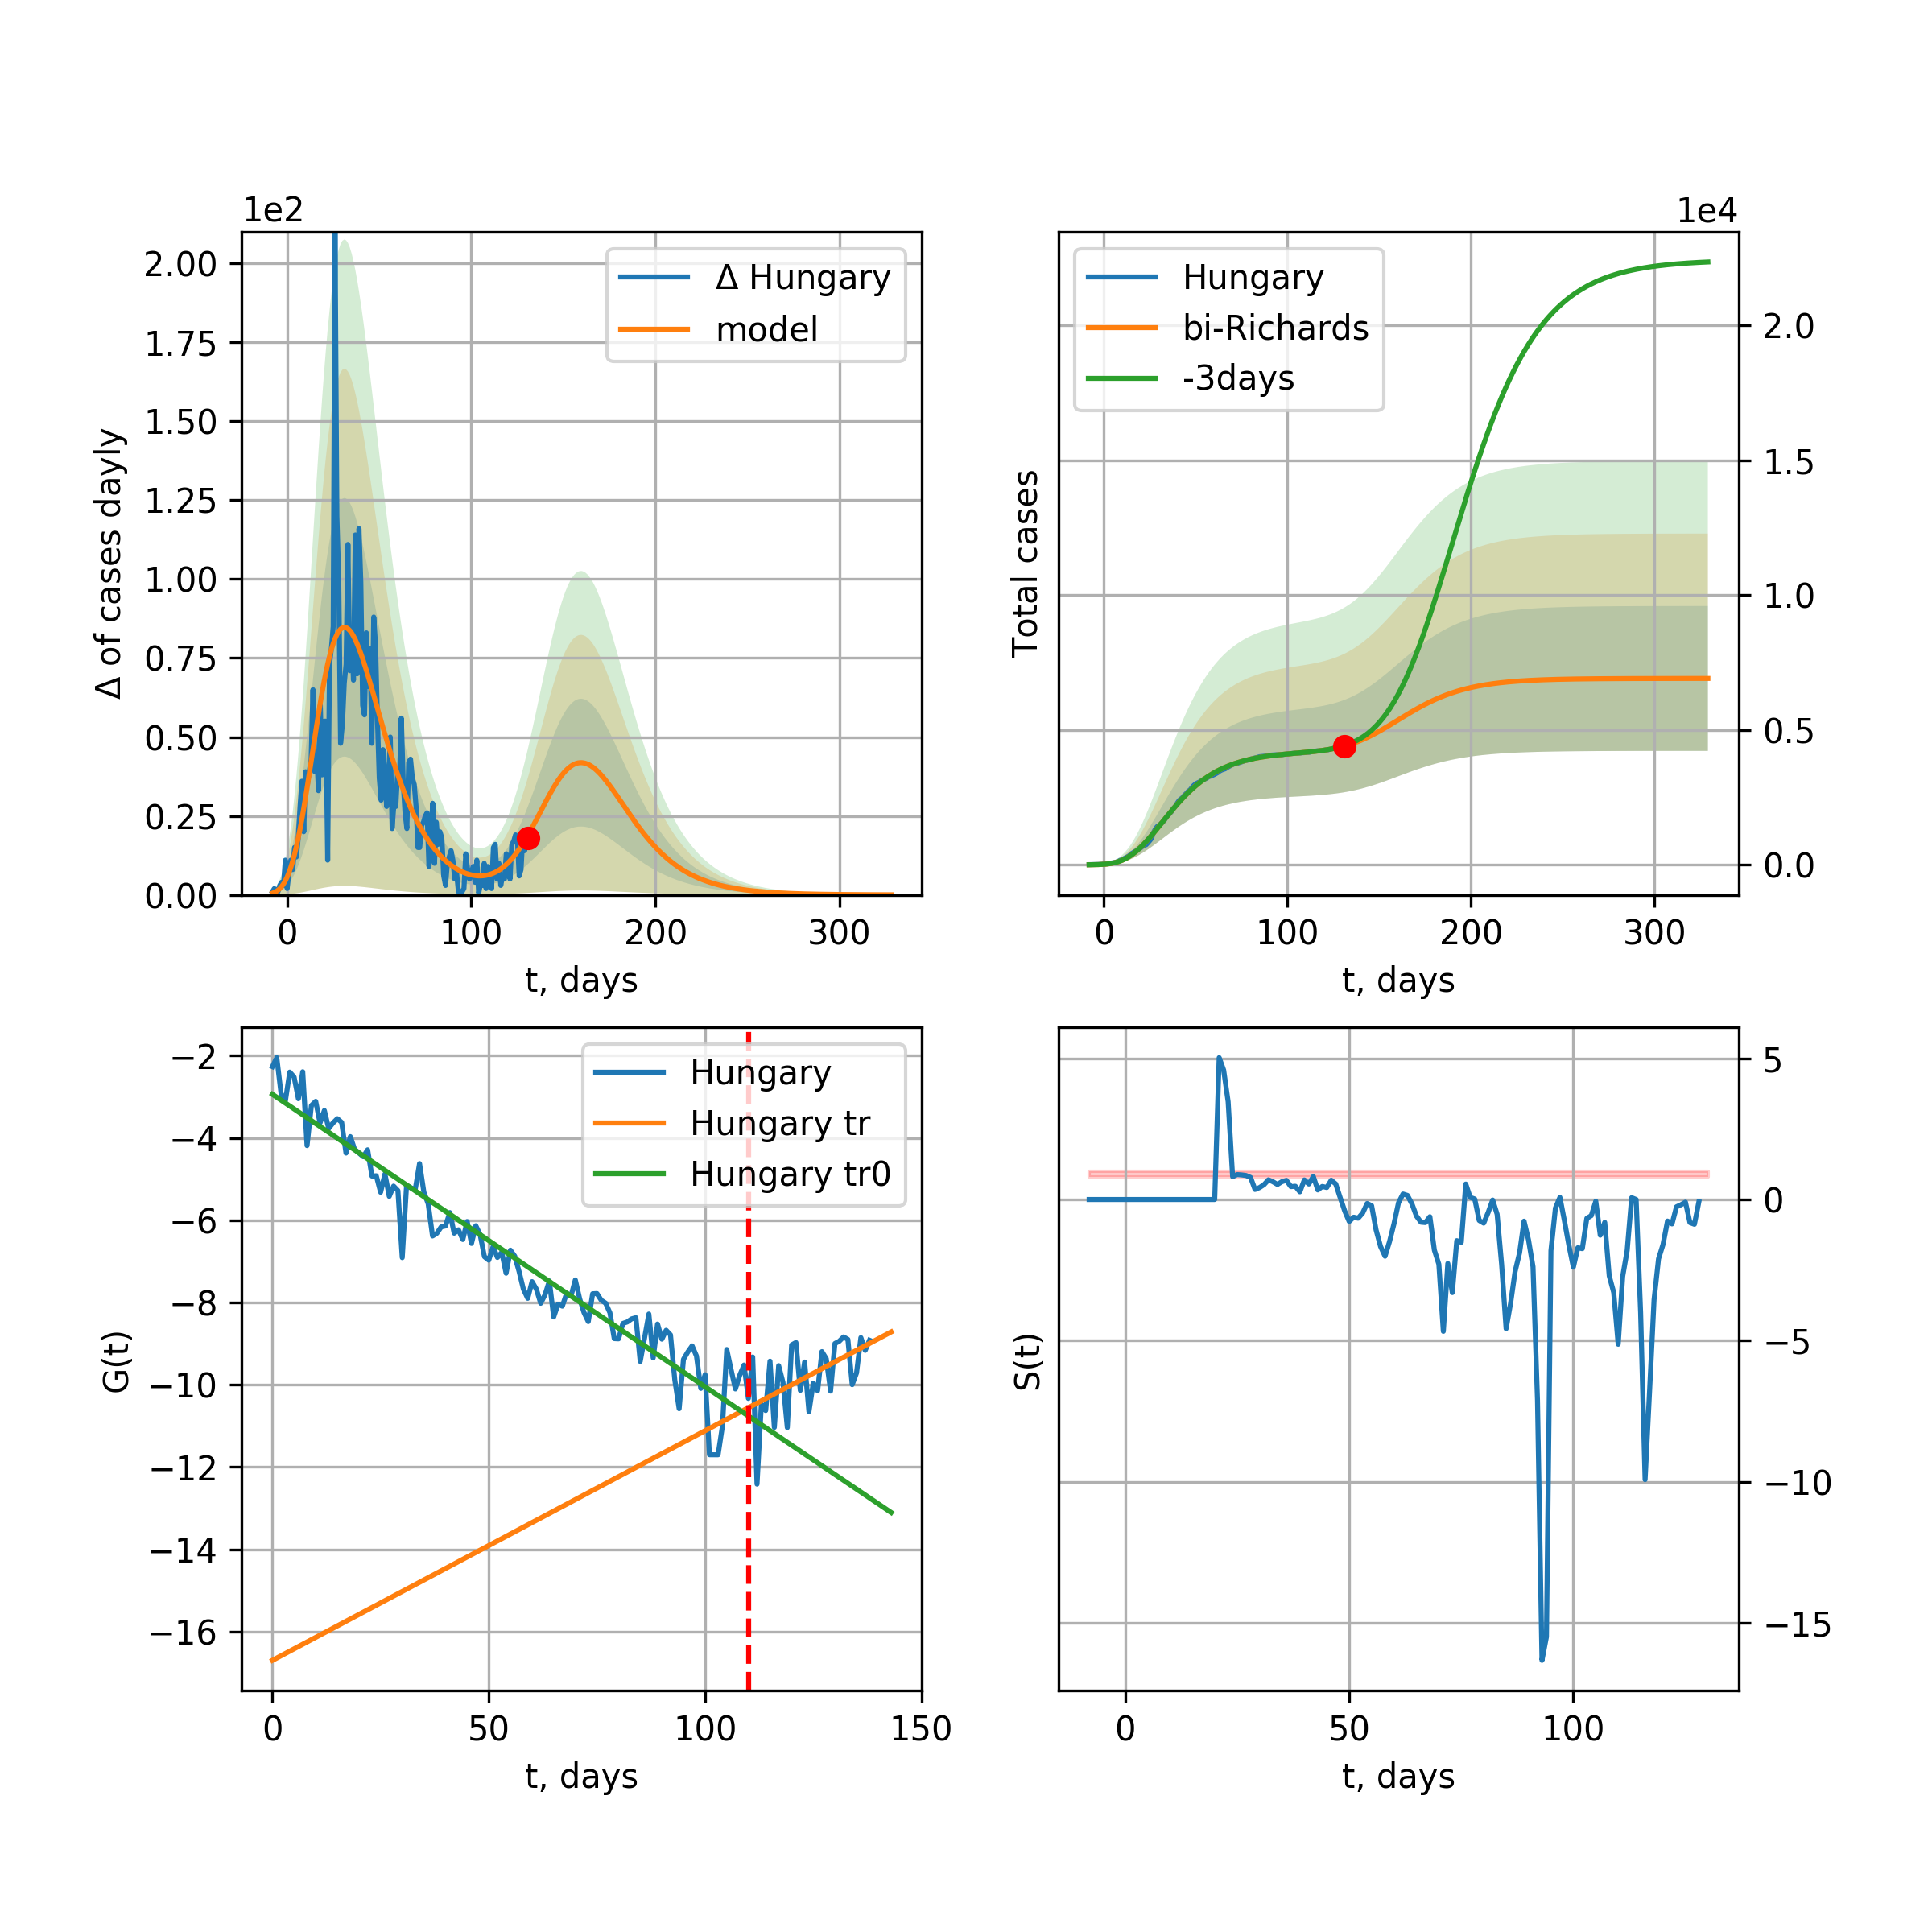 1e2
Δ of cases dayly
2.00
1.75
1.50
1.25
1.00
0.75
0.50
0.25
0.00
0 100 200 300
t, days
Δ Hungary
model
1e4
Total cases
2.0
1.5
1.0
0.5
0.0
0 100 200 300
t, days
Hungary
bi-Richards
-3days
G(t)
−2
−4
−6
−8
−10
−12
−14
−16
0 50 100 150
t, days
Hungary
Hungary tr
Hungary tr0
S(t)
5
0
−5
−10
−15
0 50 100
t, days